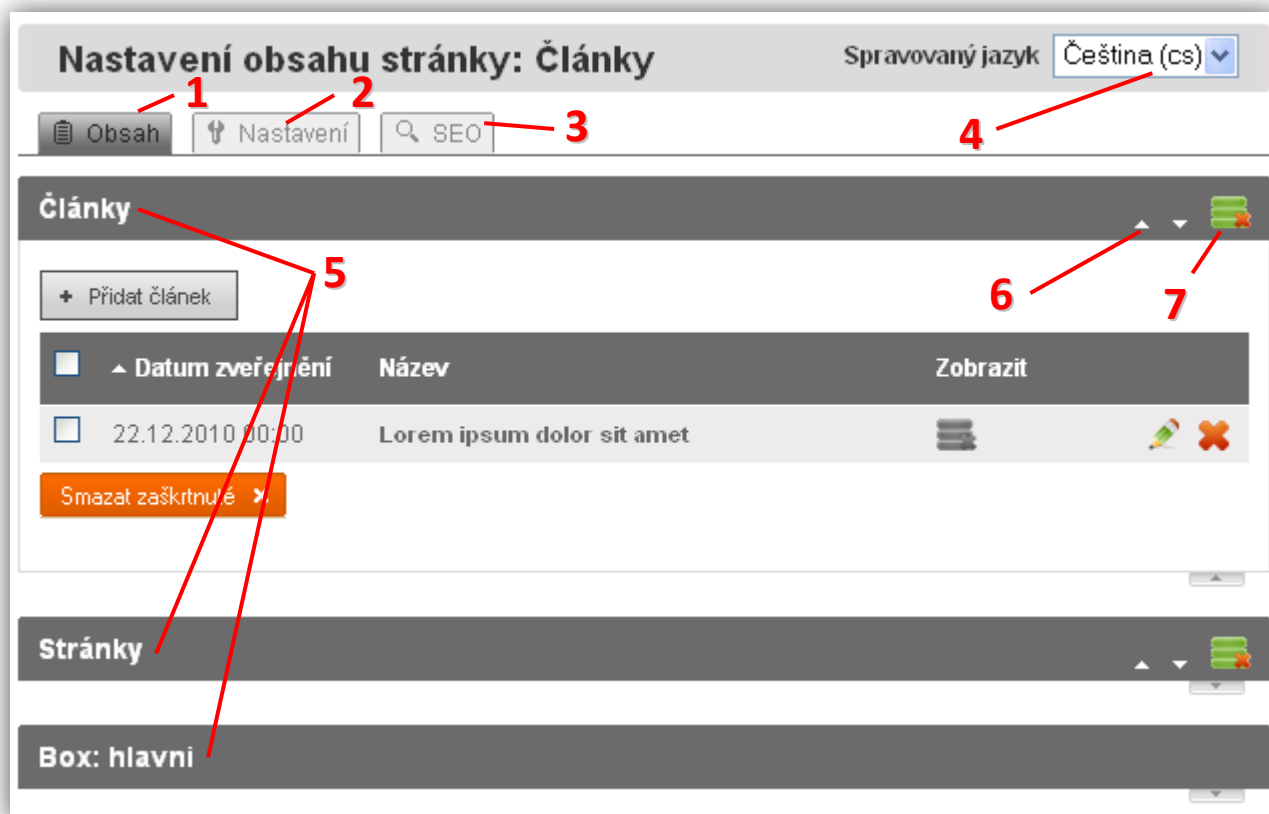 Nastavení obsahu stránky: Články Spravovaný jazyk Čeština (cs)
1 2 3 4
Obsah Nastavení SEO
Články
5 6 7
+ Přidat článek
Datum zveřejnění Název Zobrazit
22.12.2010 00:00 Lorem ipsum dolor sit amet
Smazat zaškrtnuté ×
Stránky
Box: hlavni